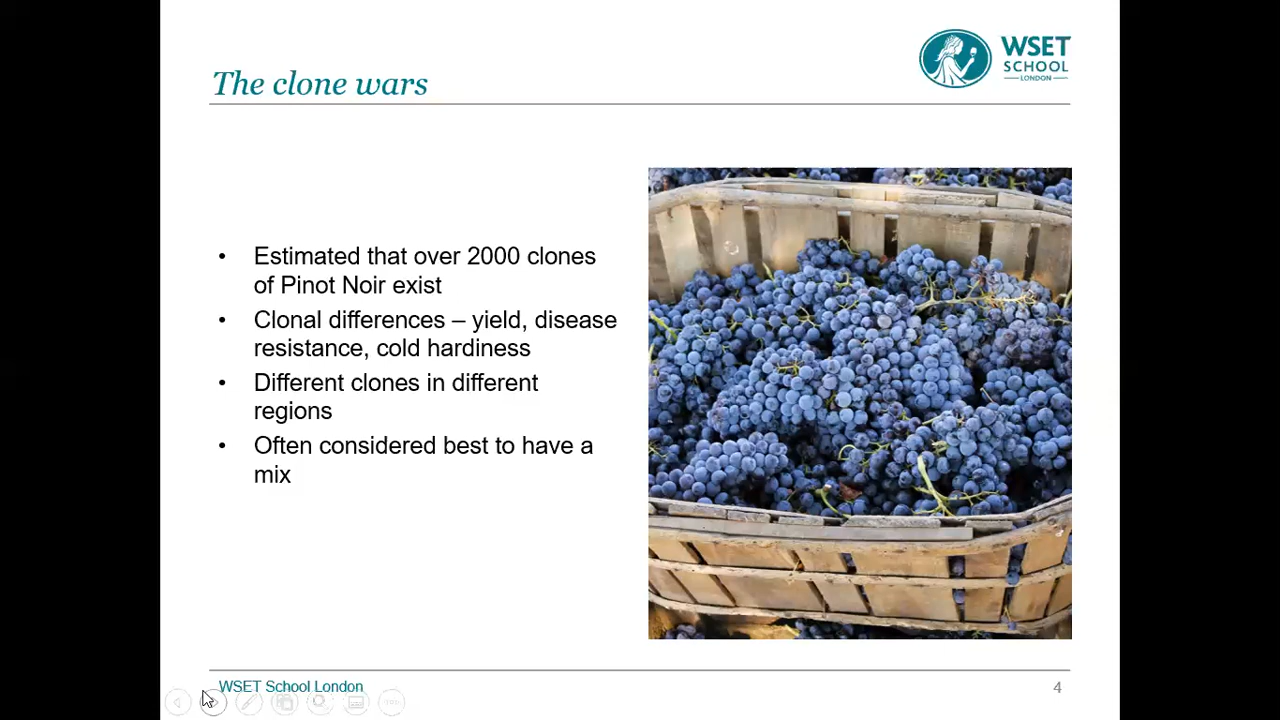 WSET
SCHOOL
LONDON
The clone wars
• Estimated that over 2000 clones
of Pinot Noir exist
• Clonal differences – yield, disease
resistance, cold hardiness
• Different clones in different
regions
• Often considered best to have a
mix
WSET School London
4